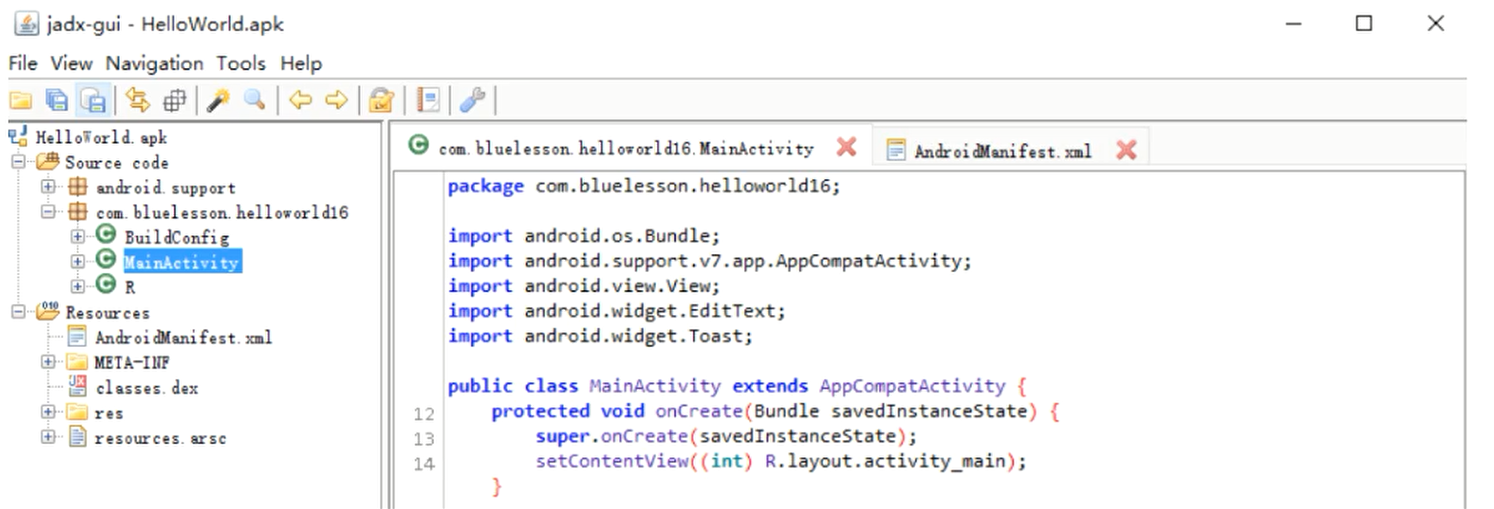 jadx-gui - HelloWorld.apk
File View Navigation Tools Help
HelloWorld.apk
Source code
android.support
com.bluelesson.helloworld16
BuildConfig
MainActivity
R
Resources
AndroidManifest.xml
META-INF
classes.dex
res
resources.arsc
com.bluelesson.helloworld16.MainActivity
AndroidManifest.xml
package com.bluelesson.helloworld16;
import android.os.Bundle;
import android.support.v7.app.AppCompatActivity;
import android.view.View;
import android.widget.EditText;
import android.widget.Toast;
public class MainActivity extends AppCompatActivity {
12 protected void onCreate(Bundle savedInstanceState) {
13 super.onCreate(savedInstanceState);
14 setContentView((int) R.layout.activity_main);
}